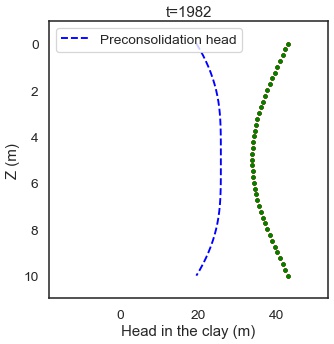 t=1982
Preconsolidation head
0
2
4
6
8
10
Z (m)
0 20 40
Head in the clay (m)